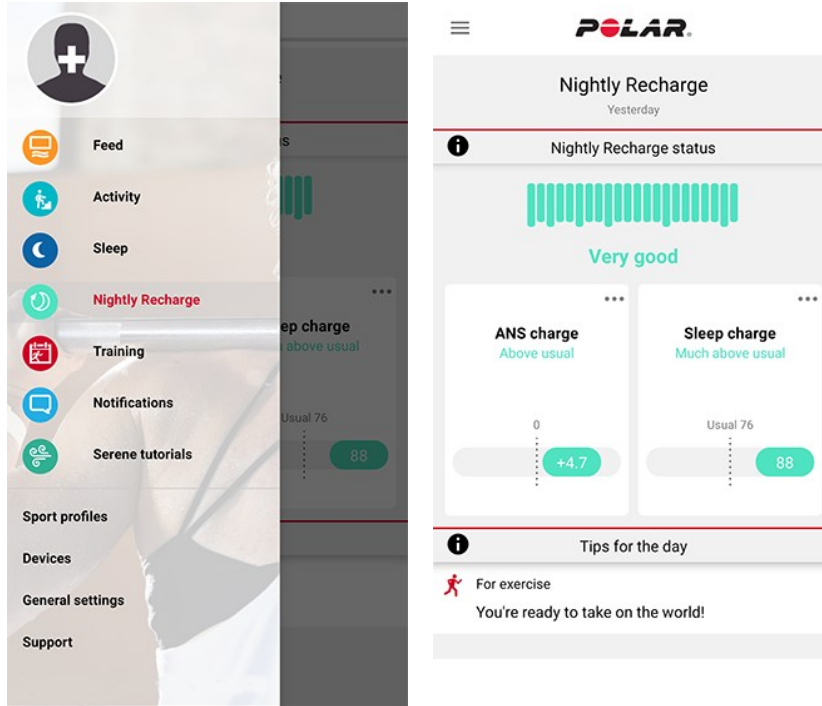 Feed
Activity
Sleep
Nightly Recharge
Training
Notifications
Serene tutorials
Sport profiles
Devices
General settings
Support
ep charge
above usual
Usual 76
88
POLAR.
Nightly Recharge
Yesterday
Nightly Recharge status
Very good
ANS charge
Above usual
0
+4.7
Sleep charge
Much above usual
Usual 76
88
Tips for the day
For exercise
You're ready to take on the world!